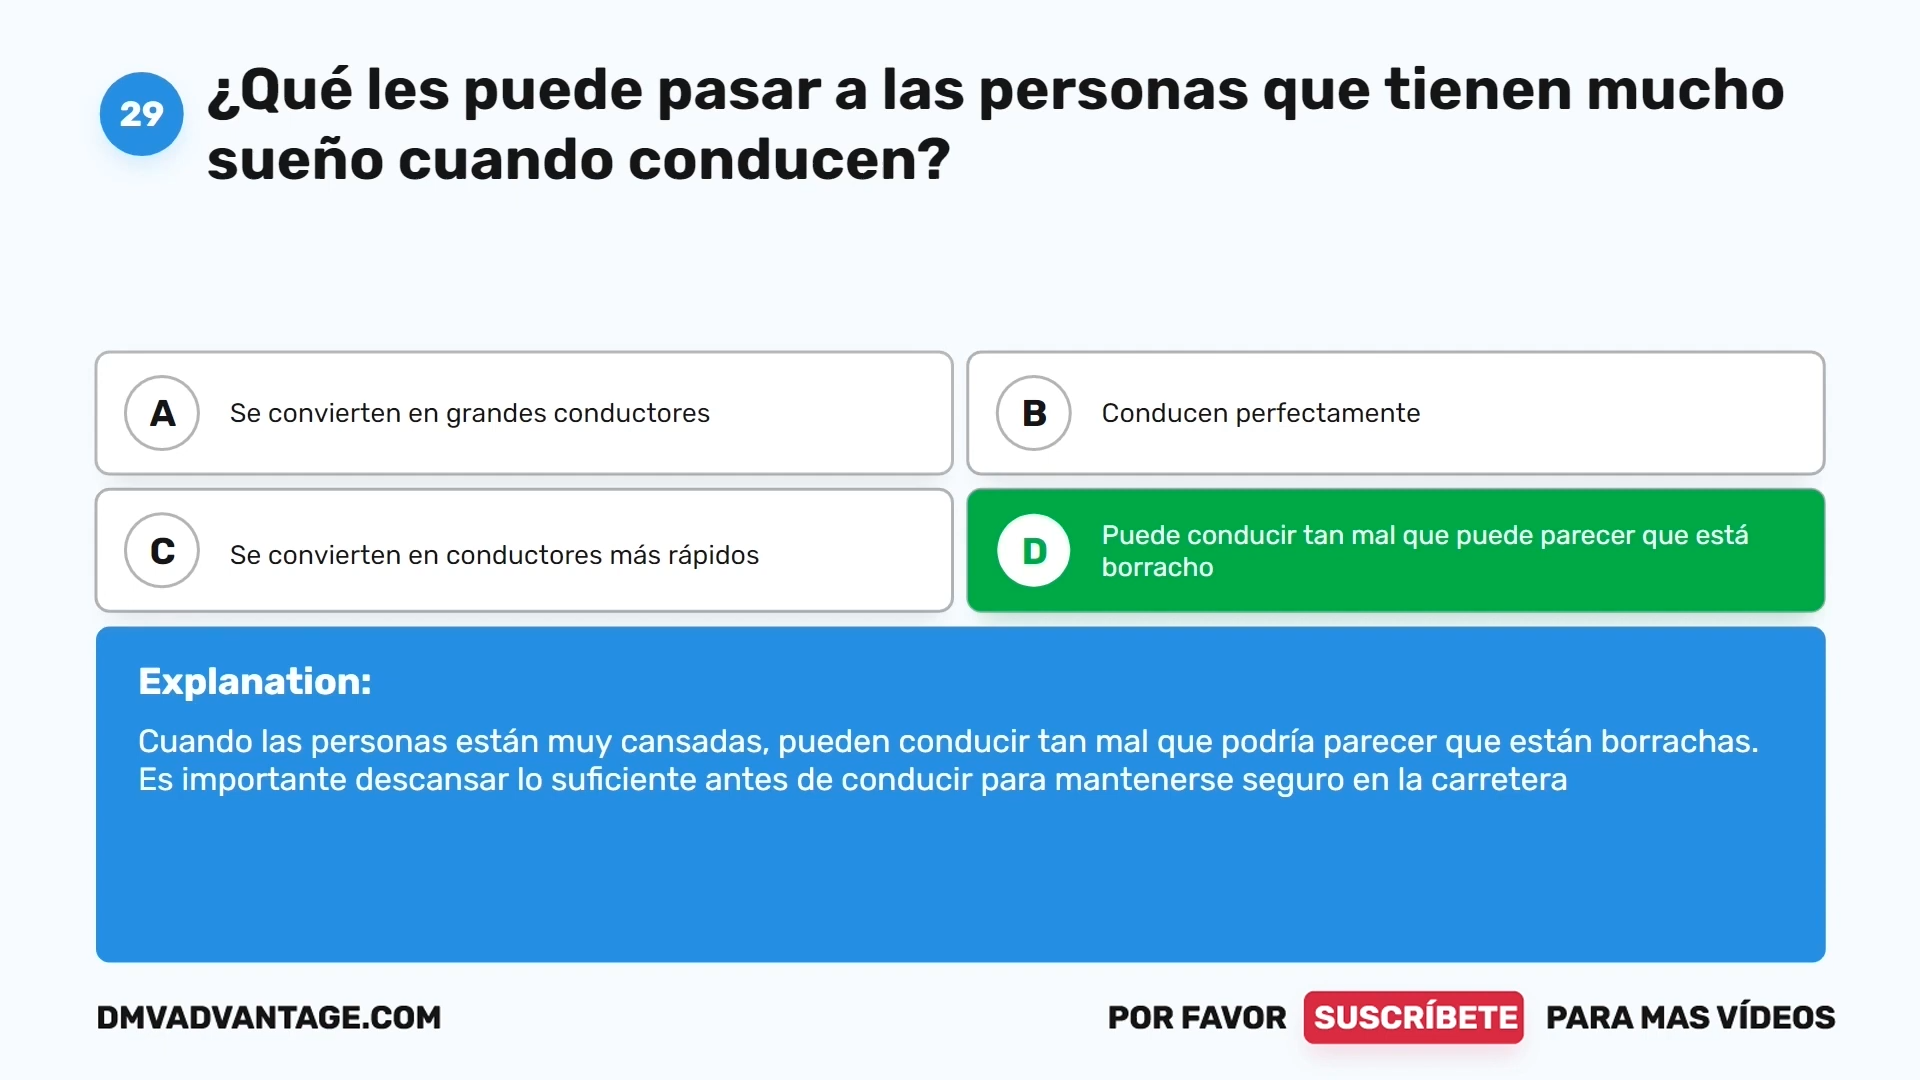 29
¿Qué les puede pasar a las personas que tienen mucho
sueño cuando conducen?
A
Se convierten en grandes conductores
B
Conducen perfectamente
C
Se convierten en conductores más rápidos
D
Puede conducir tan mal que puede parecer que está
borracho
Explanation:
Cuando las personas están muy cansadas, pueden conducir tan mal que podría parecer que están borrachas.
Es importante descansar lo suficiente antes de conducir para mantenerse seguro en la carretera
DMVADVANTAGE.COM
POR FAVOR SUSCRÍBETE PARA MAS VÍDEOS